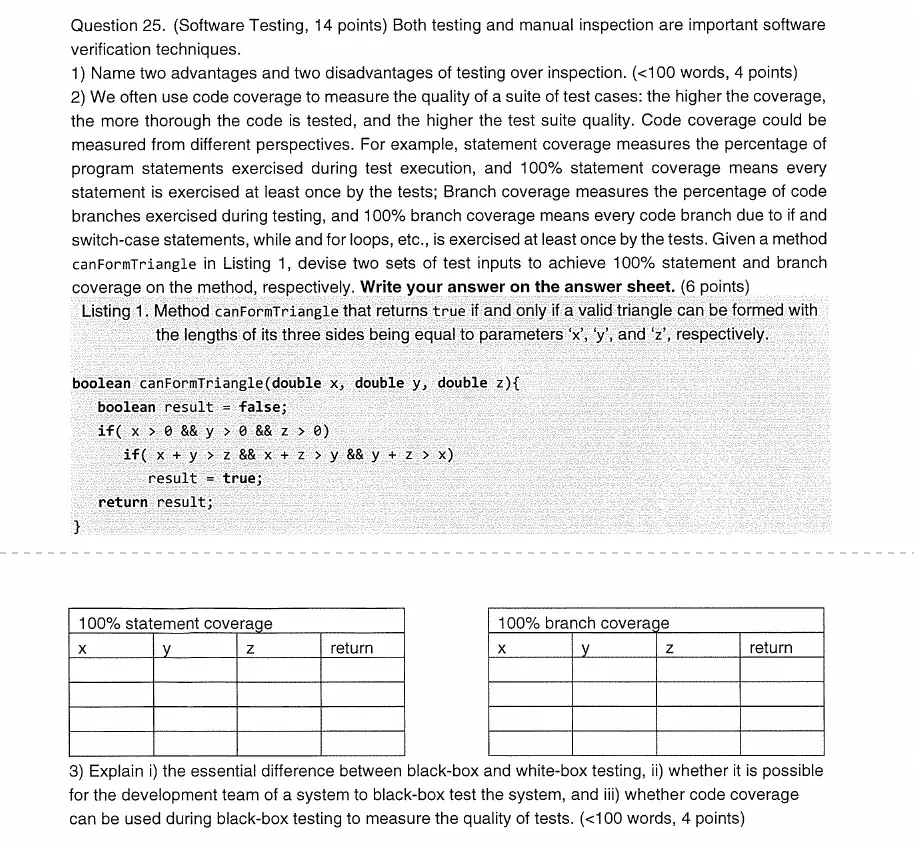 Question 25. (Software Testing, 14 points) Both testing and manual inspection are important software
verification techniques.
1) Name two advantages and two disadvantages of testing over inspection. (<100 words, 4 points)
2) We often use code coverage to measure the quality of a suite of test cases: the higher the coverage,
the more thorough the code is tested, and the higher the test suite quality. Code coverage could be
measured from different perspectives. For example, statement coverage measures the percentage of
program statements exercised during test execution, and 100% statement coverage means every
statement is exercised at least once by the tests; Branch coverage measures the percentage of code
branches exercised during testing, and 100% branch coverage means every code branch due to if and
switch-case statements, while and for loops, etc., is exercised at least once by the tests. Given a method
canFormTriangle in Listing 1, devise two sets of test inputs to achieve 100% statement and branch
coverage on the method, respectively. Write your answer on the answer sheet. (6 points)
Listing 1. Method canFormTriangle that returns true if and only if a valid triangle can be formed with
the lengths of its three sides being equal to parameters 'x', 'y', and 'z', respectively.
boolean canFormTriangle(double x, double y, double z){
boolean result = false;
if( x > 0 && y > 0 && z > 0)
if( x + y > z && x + z > y && y + z > x)
result = true;
return result;
}
100% statement coverage
x y z return
100% branch coverage
x y z return
3) Explain i) the essential difference between black-box and white-box testing, ii) whether it is possible
for the development team of a system to black-box test the system, and iii) whether code coverage
can be used during black-box testing to measure the quality of tests. (<100 words, 4 points)